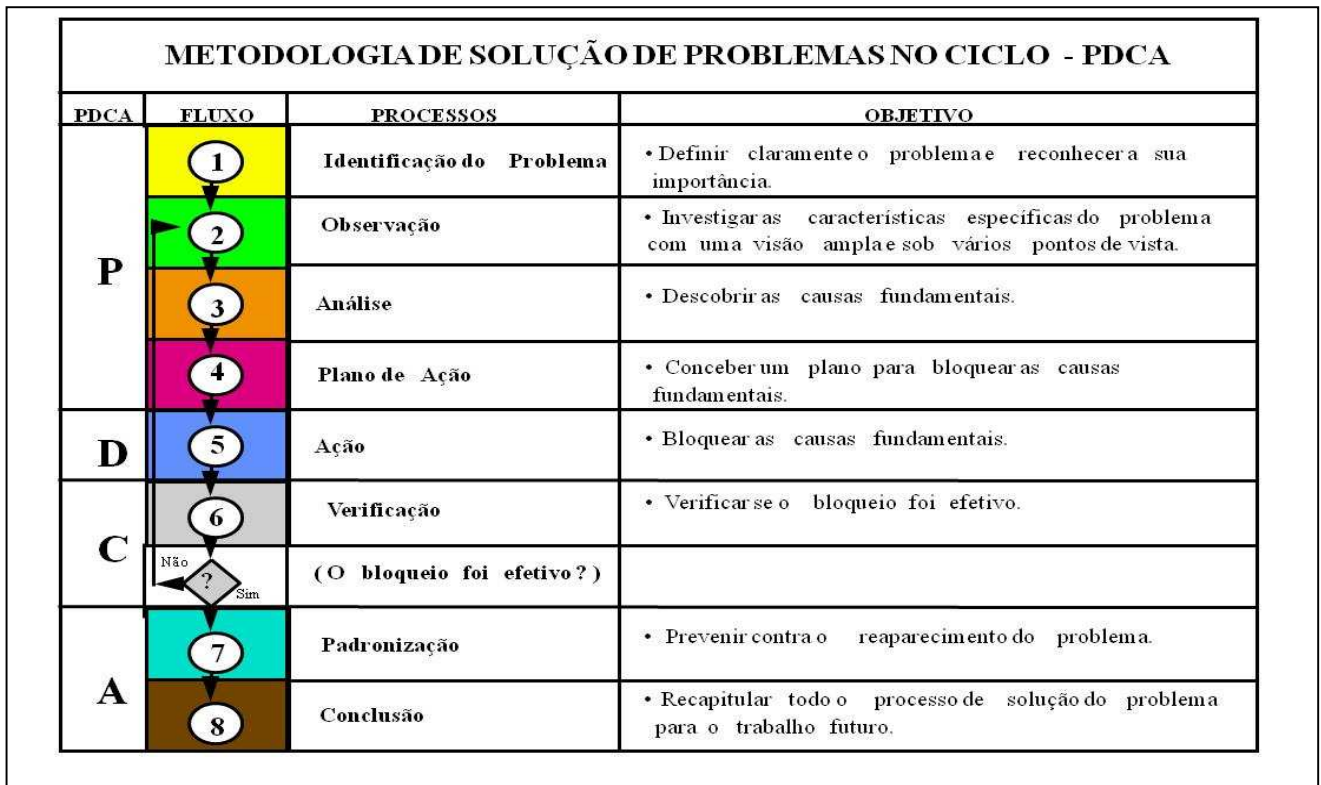 METODOLOGIA DE SOLUÇÃO DE PROBLEMAS NO CICLO - PDCA
PDCA FLUXO PROCESSOS OBJETIVO
P
1 Identificação do Problema
• Definir claramente o problema e reconhecer a sua
importância.
2 Observação
• Investigar as características específicas do problema
com uma visão ampla e sob vários pontos de vista.
3 Análise
• Descobrir as causas fundamentais.
4 Plano de Ação
• Conceber um plano para bloquear as causas
fundamentais.
D
5 Ação
• Bloquear as causas fundamentais.
C
6 Verificação
• Verificar se o bloqueio foi efetivo.
Não ? Sim
(O bloqueio foi efetivo?)
A
7 Padronização
• Prevenir contra o reaparecimento do problema.
8 Conclusão
• Recapitular todo o processo de solução do problema
para o trabalho futuro.